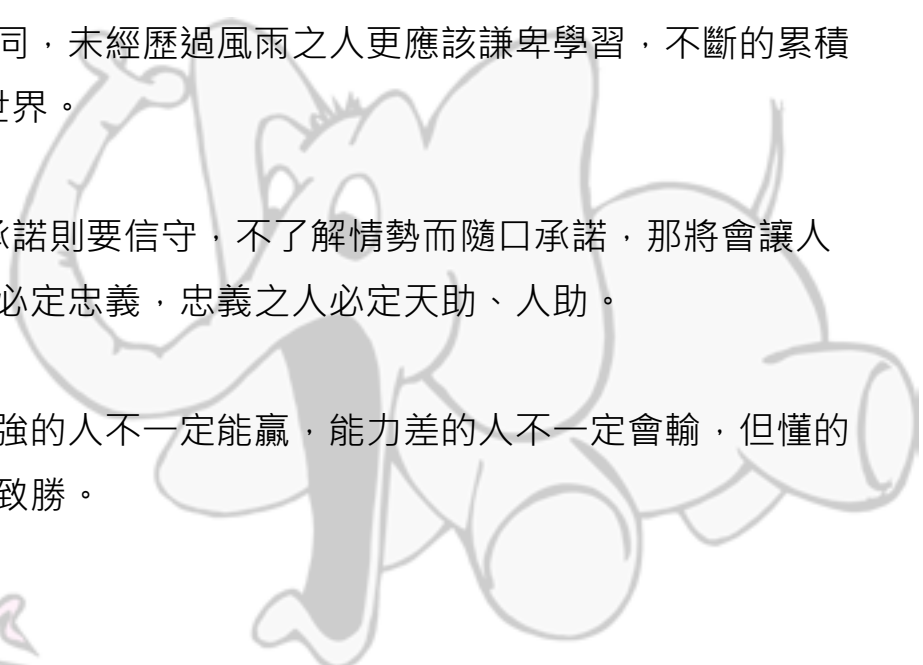 同，未經歷過風雨之人更應該謙卑學習，不斷的累積
世界。
承諾則要信守，不了解情勢而隨口承諾，那將會讓人
必定忠義，忠義之人必定天助、人助。
強的人不一定能贏，能力差的人不一定會輸，但懂的
致勝。